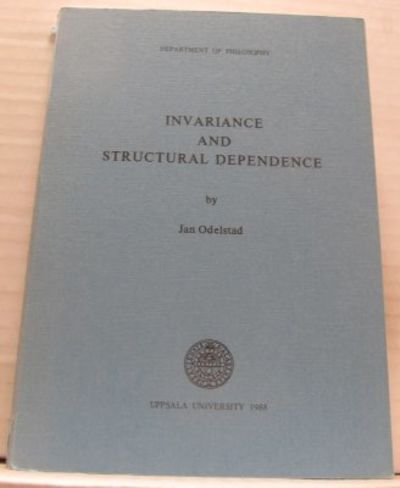 DEPARTMENT OF PHILOSOPHY
INVARIANCE
AND
STRUCTURAL DEPENDENCE
by
Jan Odelstad
UPPSALA UNIVERSITY 1988